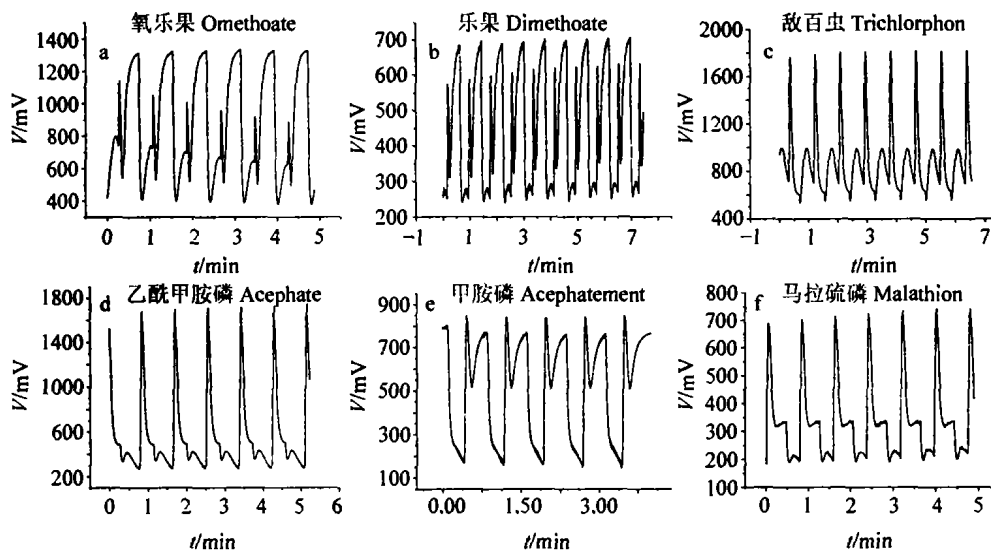 氧乐果 Omethoate
a
V/mV
1400
1200
1000
800
600
400
0 1 2 3 4 5
t/min
乐果 Dimethoate
b
V/mV
700
600
500
400
300
200
−1 1 3 5 7
t/min
敌百虫 Trichlorphon
c
V/mV
2000
1600
1200
800
400
−1 1 3 5 7
t/min
乙酰甲胺磷 Acephate
d
V/mV
1800
1400
1000
600
200
0 1 2 3 4 5 6
t/min
甲胺磷 Acephatement
e
V/mV
900
700
500
300
100
0.00 1.50 3.00
t/min
马拉硫磷 Malathion
f
V/mV
800
700
600
500
400
300
200
100
0 1 2 3 4 5
t/min